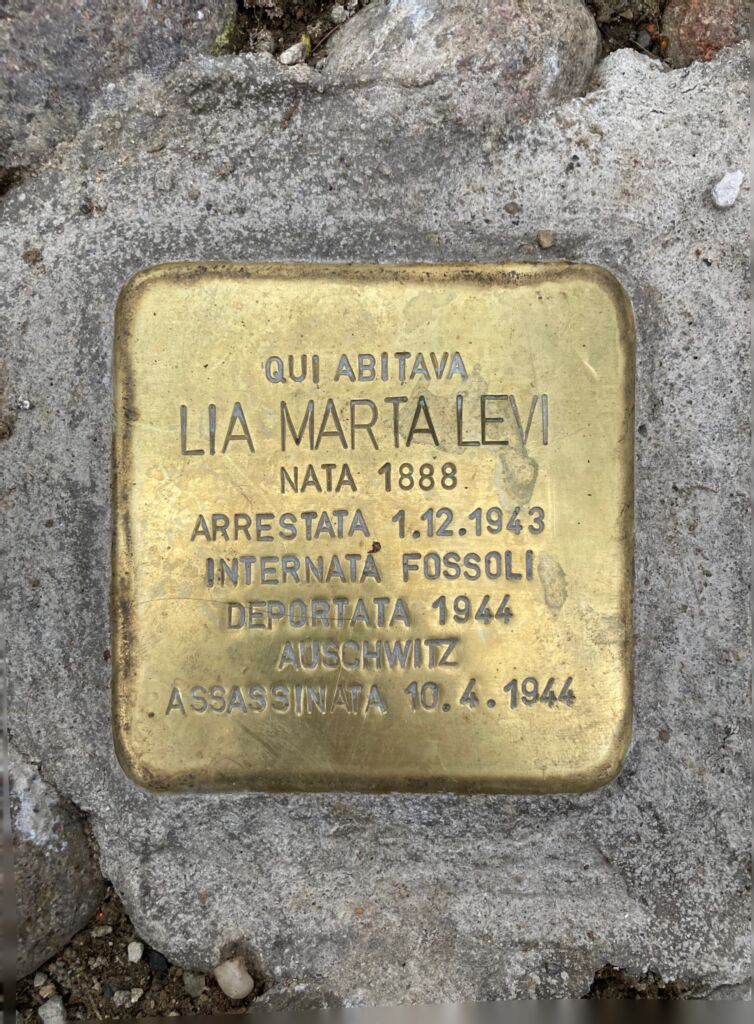 QUI ABITAVA
LIA MARTA LEVI
NATA 1888
ARRESTATA 1.12.1943
INTERNATA FOSSOLI
DEPORTATA 1944
AUSCHWITZ
ASSASSINATA 10.4.1944